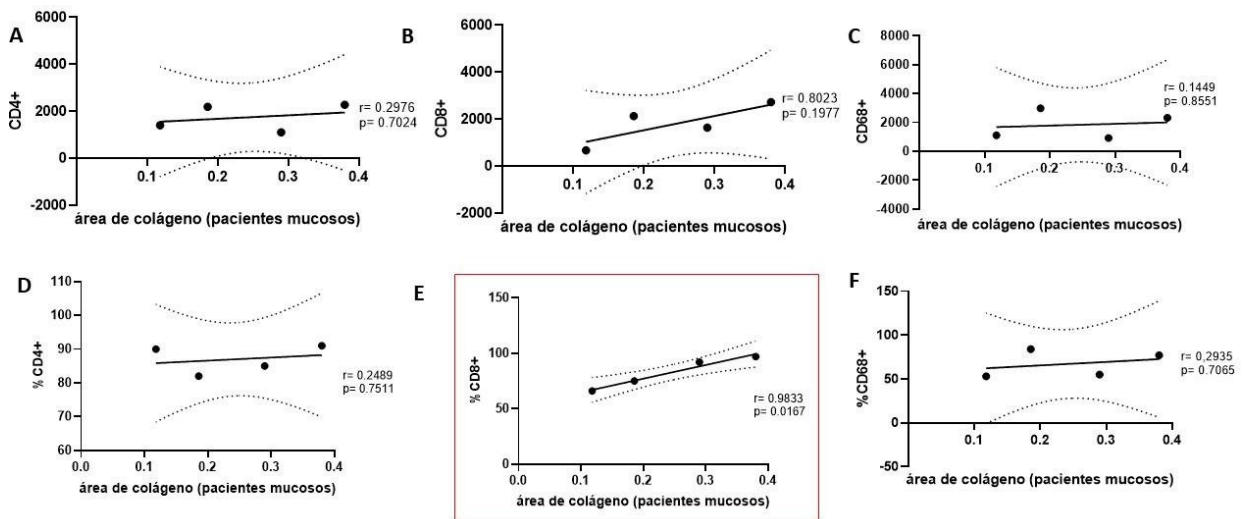 A
6000
4000
2000
0
-2000
CD4+
0.1
0.2
0.3
0.4
r= 0.2976
p= 0.7024
área de colágeno (pacientes mucosos)
B
6000
4000
2000
0
-2000
CD8+
0.1
0.2
0.3
0.4
r= 0.8023
p= 0.1977
área de colágeno (pacientes mucosos)
C
8000
6000
4000
2000
0
-2000
-4000
CD68+
0.1
0.2
0.3
0.4
r= 0.1449
p= 0.8551
área de colágeno (pacientes mucosos)
D
110
100
90
80
70
60
% CD4+
0.0
0.1
0.2
0.3
0.4
r= 0.2489
p= 0.7511
área de colágeno (pacientes mucosos)
E
150
100
50
0
% CD8+
0.0
0.1
0.2
0.3
0.4
r= 0.9833
p= 0.0167
área de colágeno (pacientes mucosos)
F
150
100
50
0
-50
%CD68+
0.1
0.2
0.3
0.4
r= 0,2935
p= 0.7065
área de colágeno (pacientes mucosos)